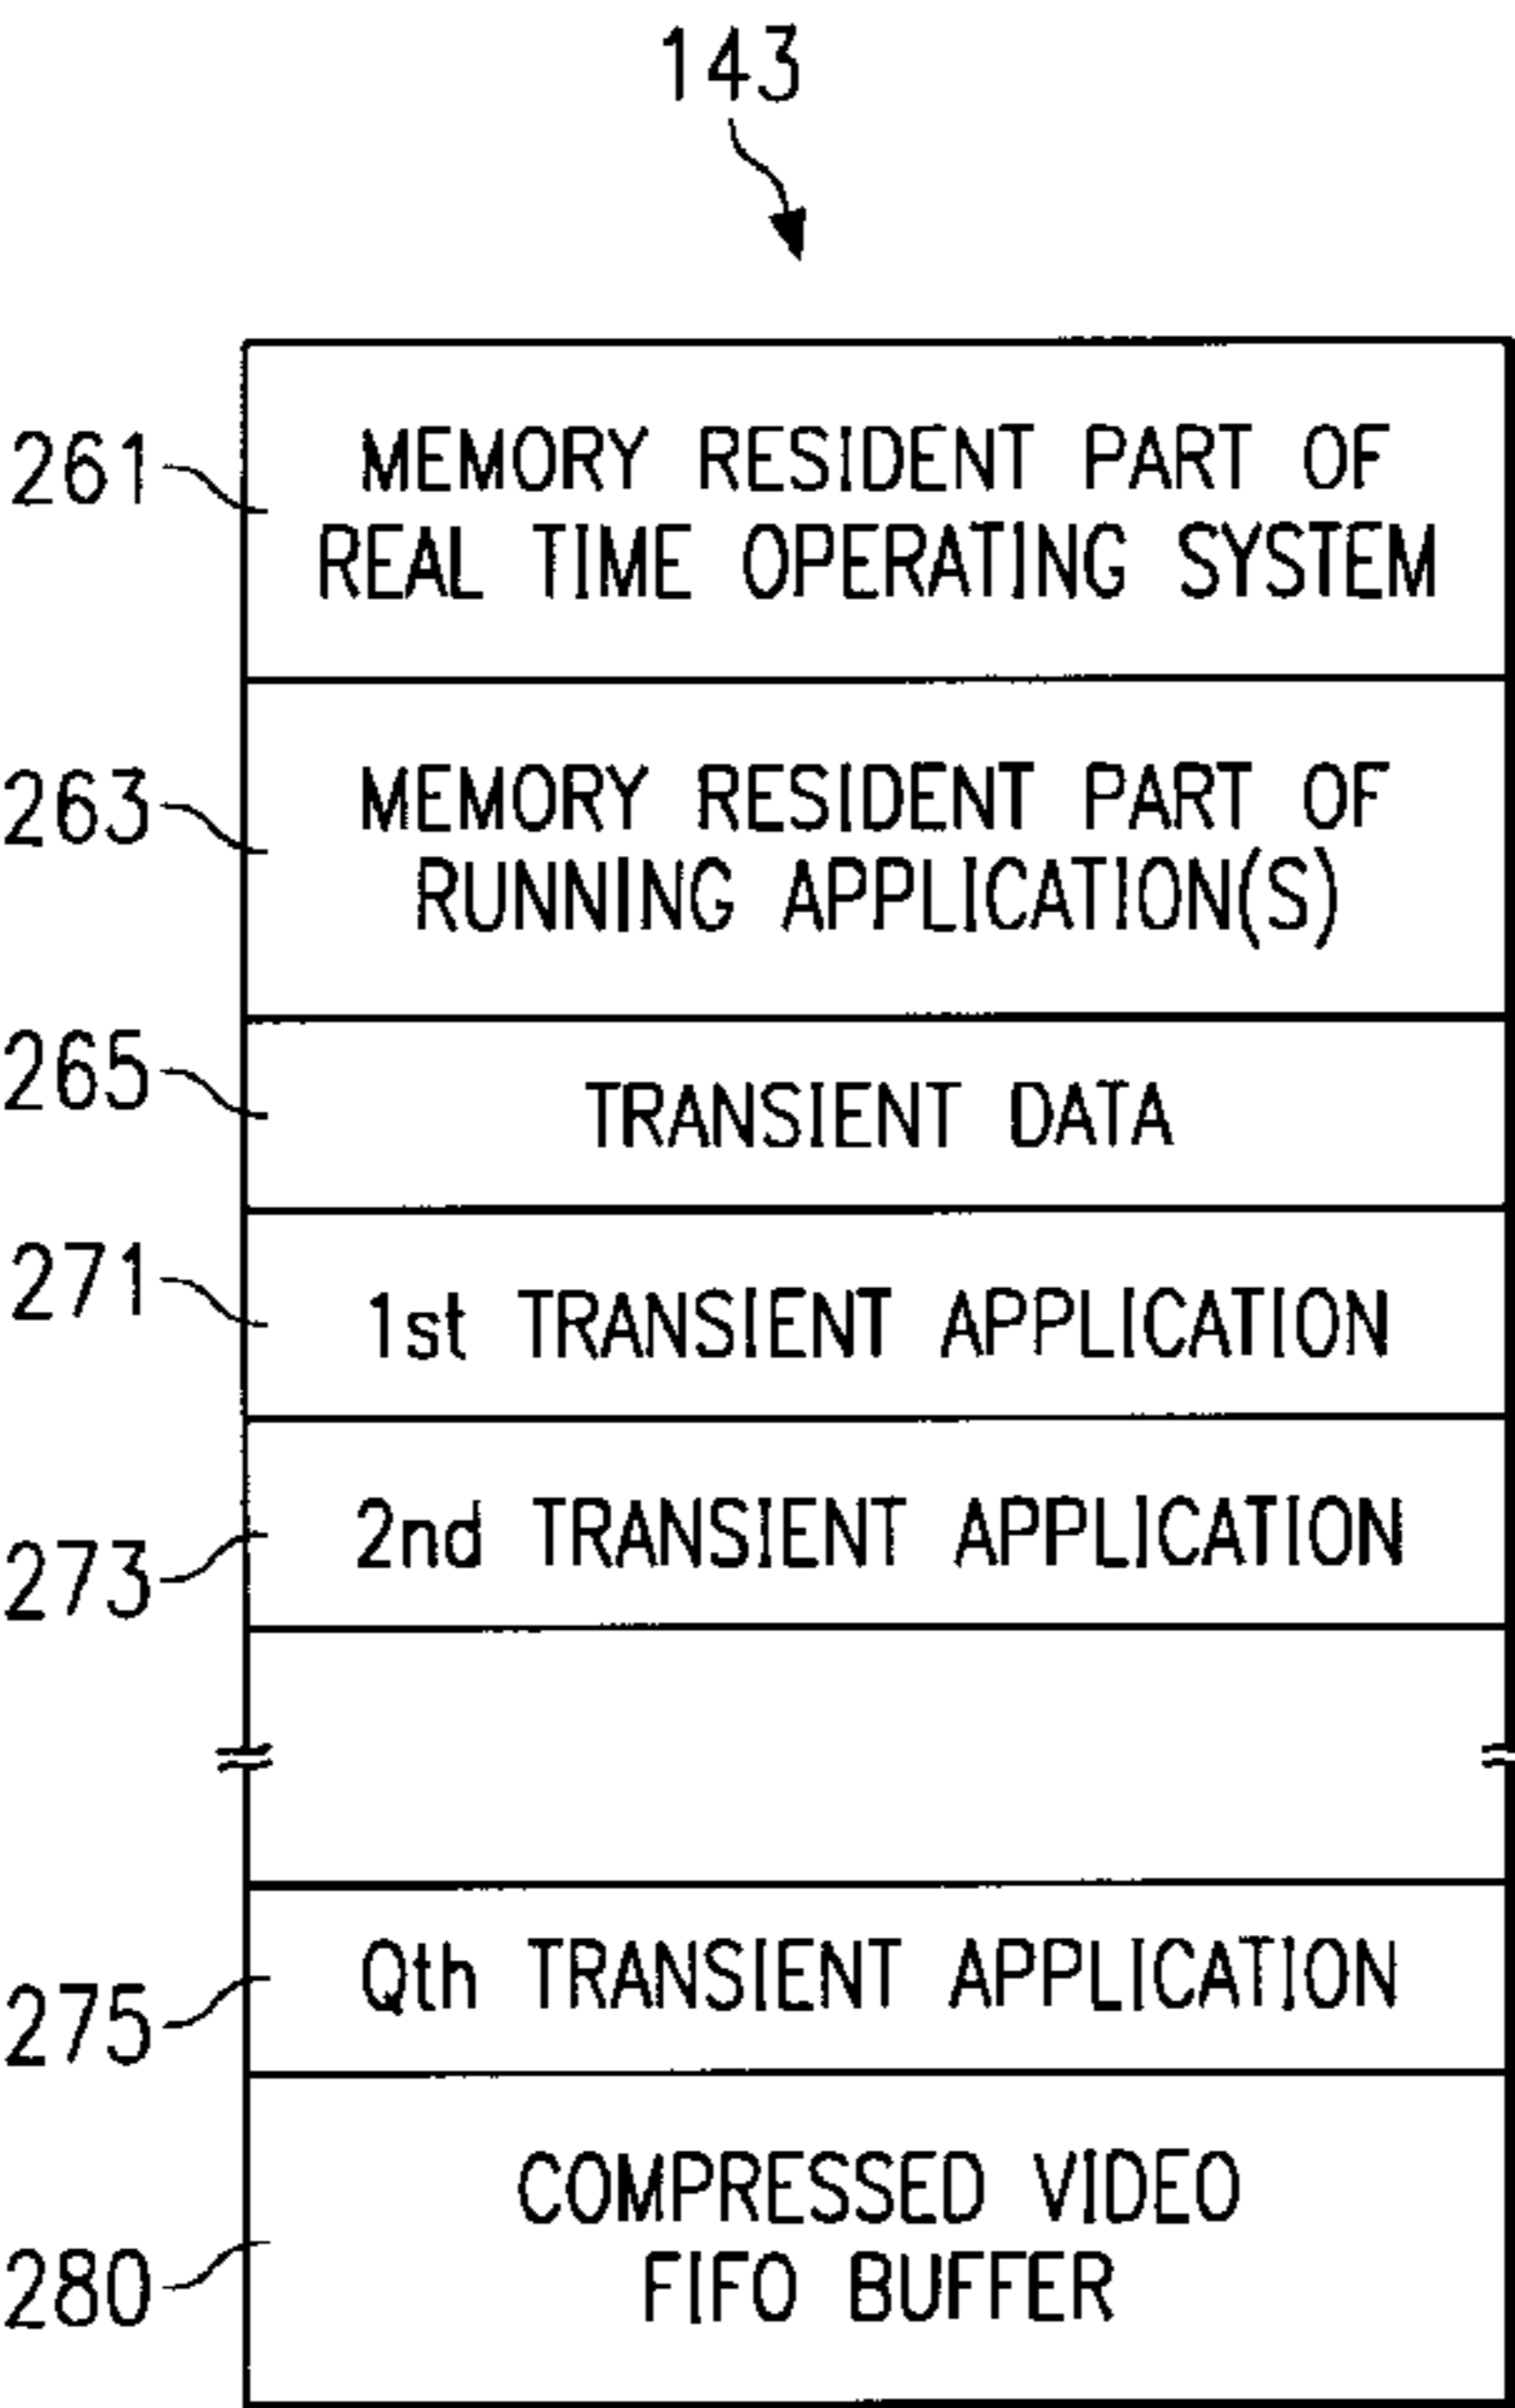 143
261
MEMORY RESIDENT PART OF
REAL TIME OPERATING SYSTEM
263
MEMORY RESIDENT PART OF
RUNNING APPLICATION(S)
265
TRANSIENT DATA
271
1st TRANSIENT APPLICATION
273
2nd TRANSIENT APPLICATION
275
Qth TRANSIENT APPLICATION
280
COMPRESSED VIDEO
FIFO BUFFER